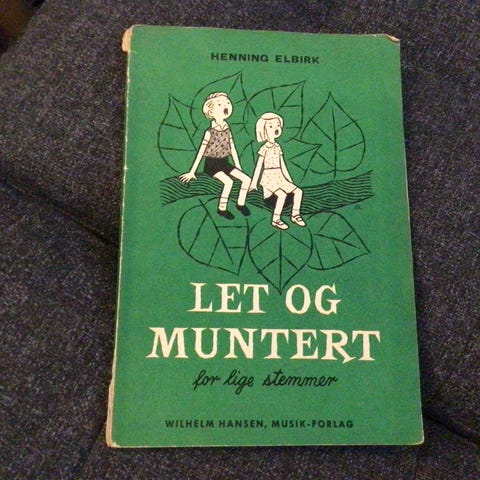 HENNING ELBIRK
LET OG
MUNTERT
for lige stemmer
WILHELM HANSEN, MUSIK-FORLAG